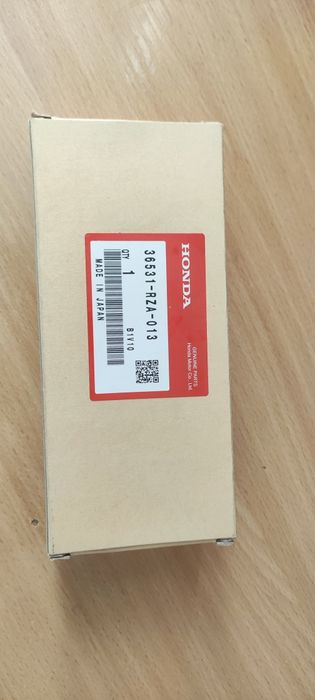 HONDA
GENUINE PARTS
Honda Motor Co., Ltd.
36531-RZA-013
QTY 1
B1V10
MADE IN JAPAN